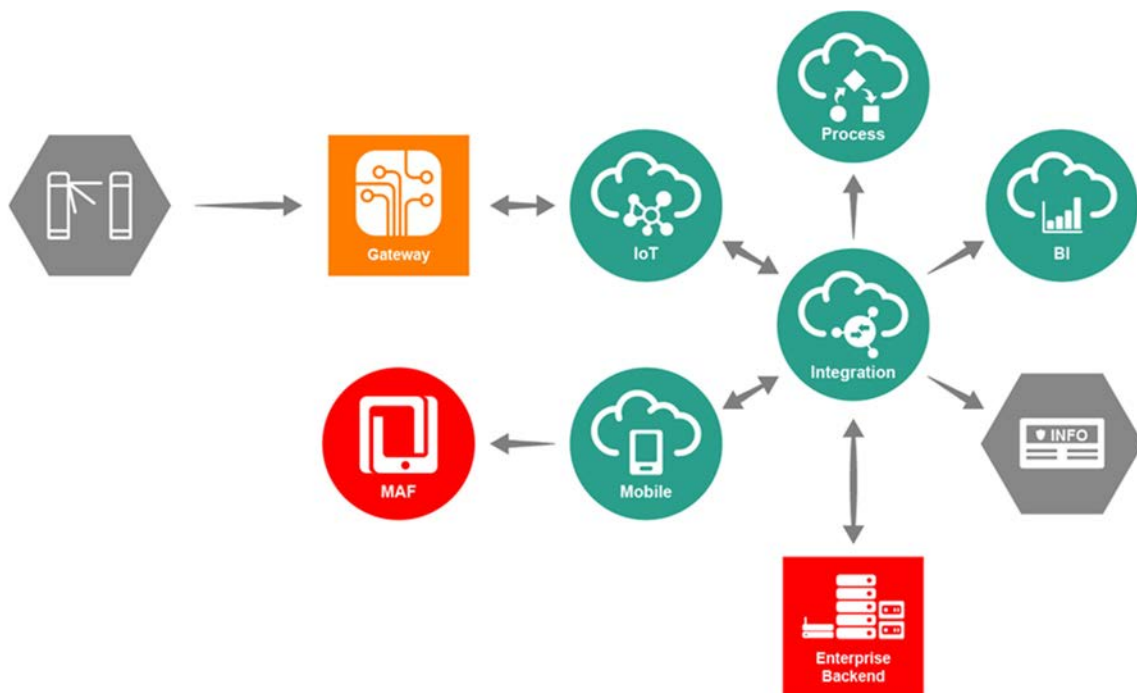 Process
Gateway
IoT
BI
Integration
MAF
Mobile
INFO
Enterprise
Backend